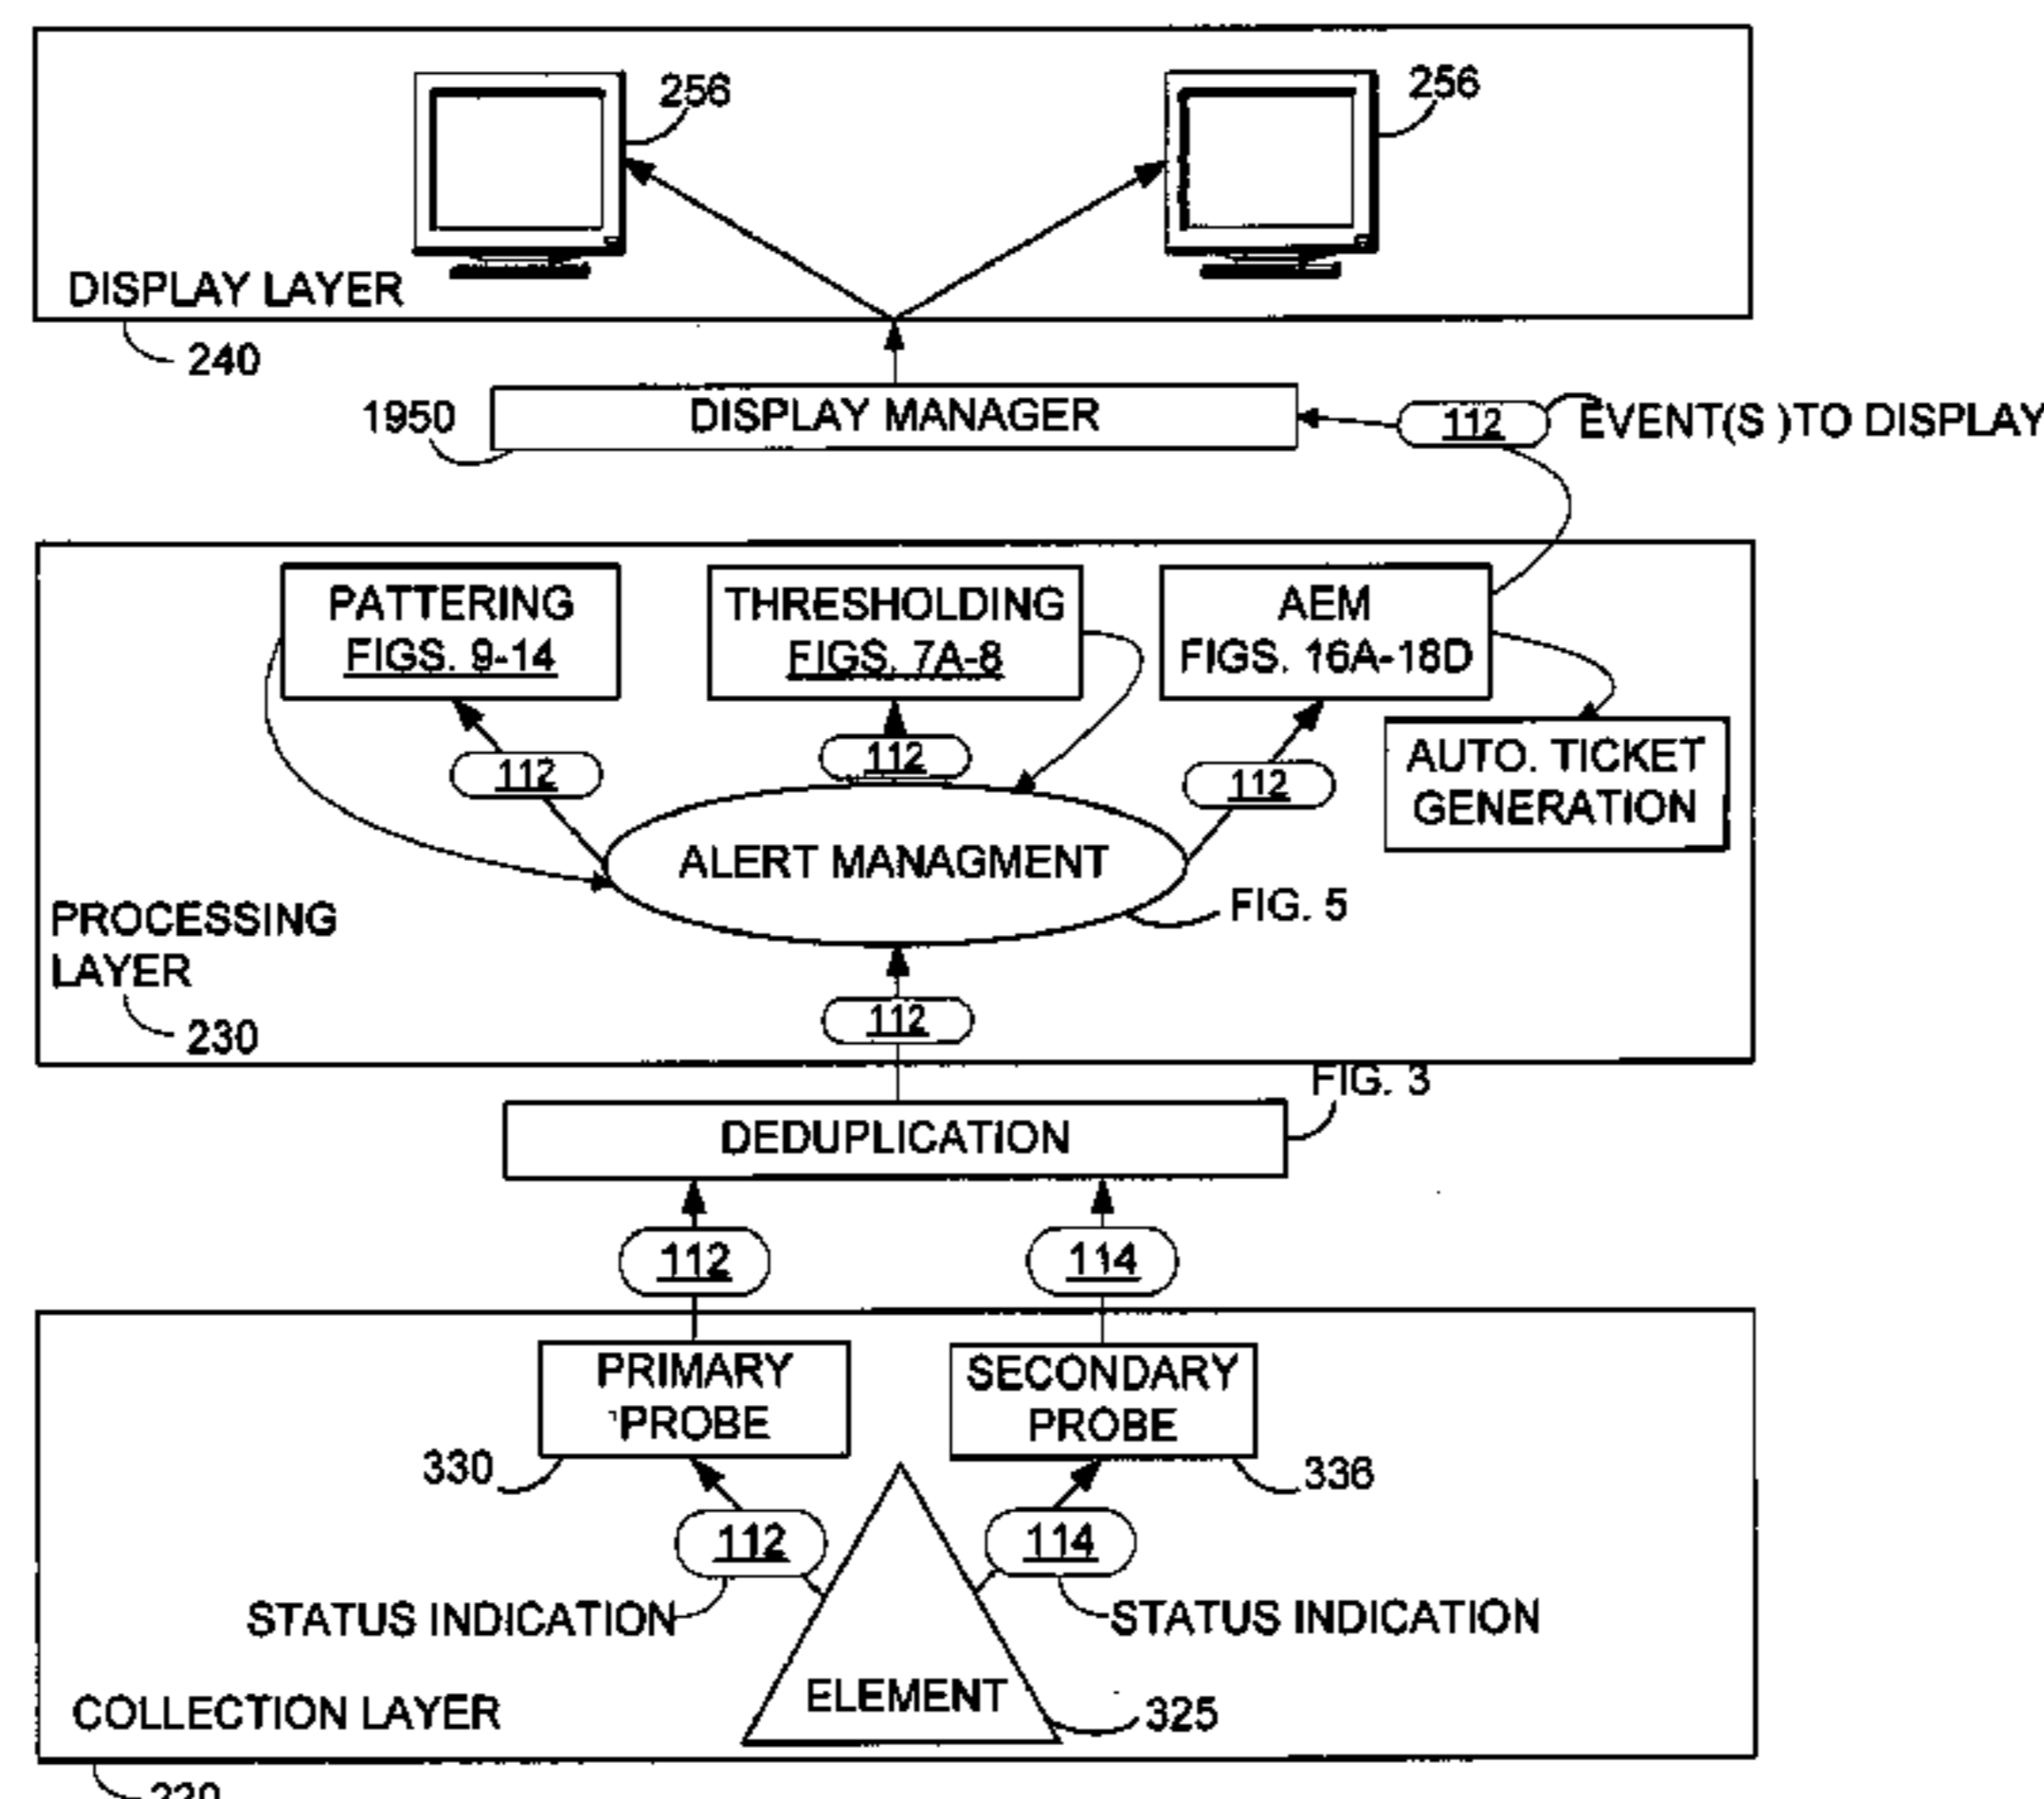 256
256
DISPLAY LAYER
240
1950
DISPLAY MANAGER
112
EVENT(S )TO DISPLAY
PATTERING
FIGS. 9-14
THRESHOLDING
FIGS. 7A-8
AEM
FIGS. 16A-18D
112
112
112
AUTO. TICKET
GENERATION
ALERT MANAGMENT
FIG. 5
PROCESSING
LAYER
230
112
FIG. 3
DEDUPLICATION
112
114
PRIMARY
PROBE
SECONDARY
PROBE
330
336
112
114
STATUS INDICATION
STATUS INDICATION
ELEMENT
325
COLLECTION LAYER